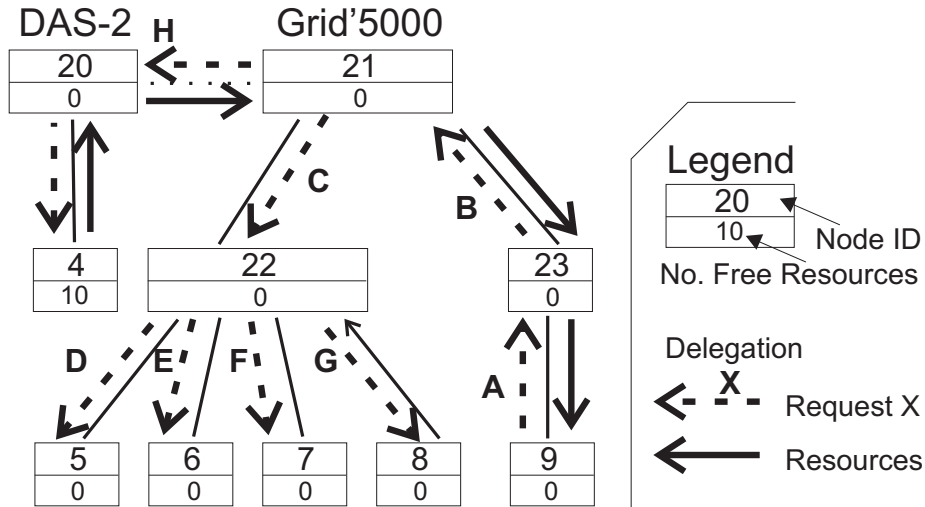 DAS-2 H Grid'5000
20 21
0 0
C B
4 22 23
10 0 0
D E F G A
5 6 7 8 9
0 0 0 0 0
Legend
20
10
Node ID
No. Free Resources
Delegation
X
Request X
Resources